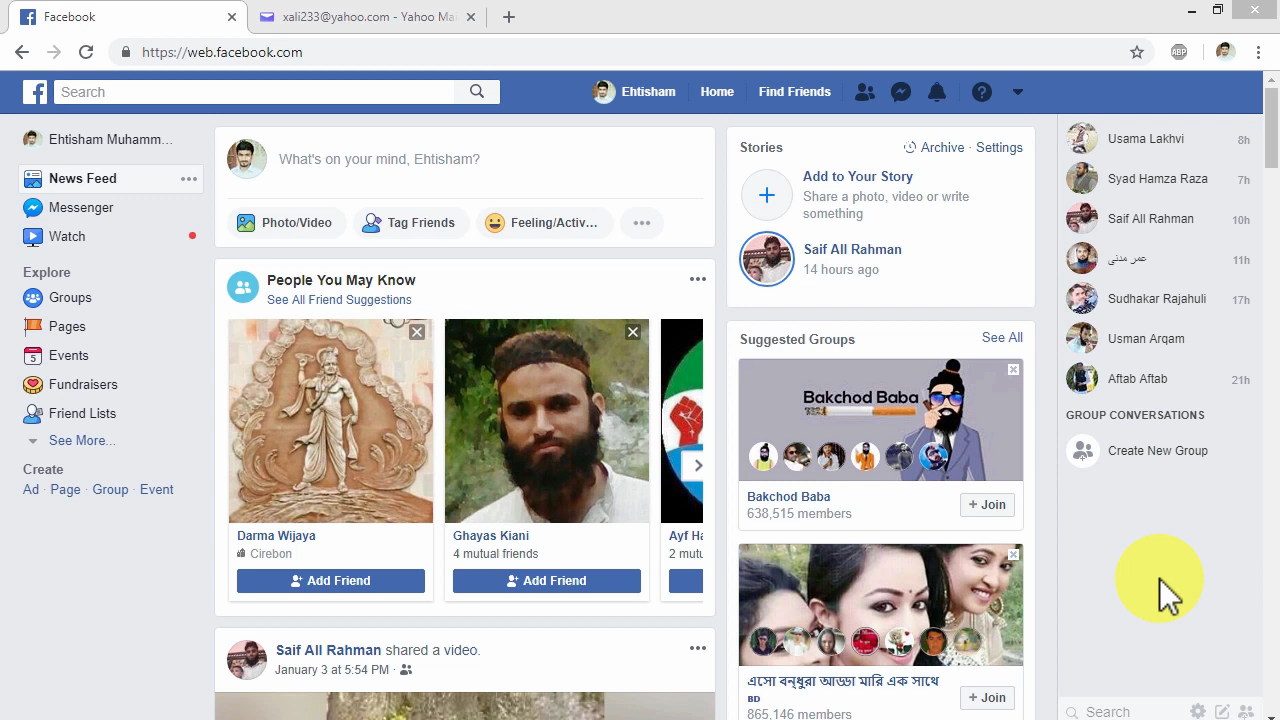 Facebook
xali233@yahoo.com - Yahoo Ma
https://web.facebook.com
ABP
Search
Ehtisham
Home
Find Friends
Ehtisham Muhamm...
News Feed
Messenger
Watch
Explore
Groups
Pages
5
Events
Fundraisers
Friend Lists
See More...
Create
Ad · Page · Group · Event
What's on your mind, Ehtisham?
Photo/Video
Tag Friends
Feeling/Activ...
People You May Know
See All Friend Suggestions
Darma Wijaya
Cirebon
Add Friend
Ghayas Kiani
4 mutual friends
Add Friend
Ayf Ha
2 mutu
Saif All Rahman shared a video.
January 3 at 5:54 PM ·
Stories
Archive · Settings
Add to Your Story
Share a photo, video or write
something
Saif All Rahman
14 hours ago
Suggested Groups
See All
Bakchod Baba
Bakchod Baba
638,515 members
+ Join
এসো বন্ধুরা আড্ডা মারি এক সাথে
BD
865,146 members
+ Join
Usama Lakhvi 8h
Syad Hamza Raza 7h
Saif All Rahman 10h
عمر مدنی 11h
Sudhakar Rajahuli 17h
Usman Arqam
Aftab Aftab 21h
GROUP CONVERSATIONS
Create New Group
Search